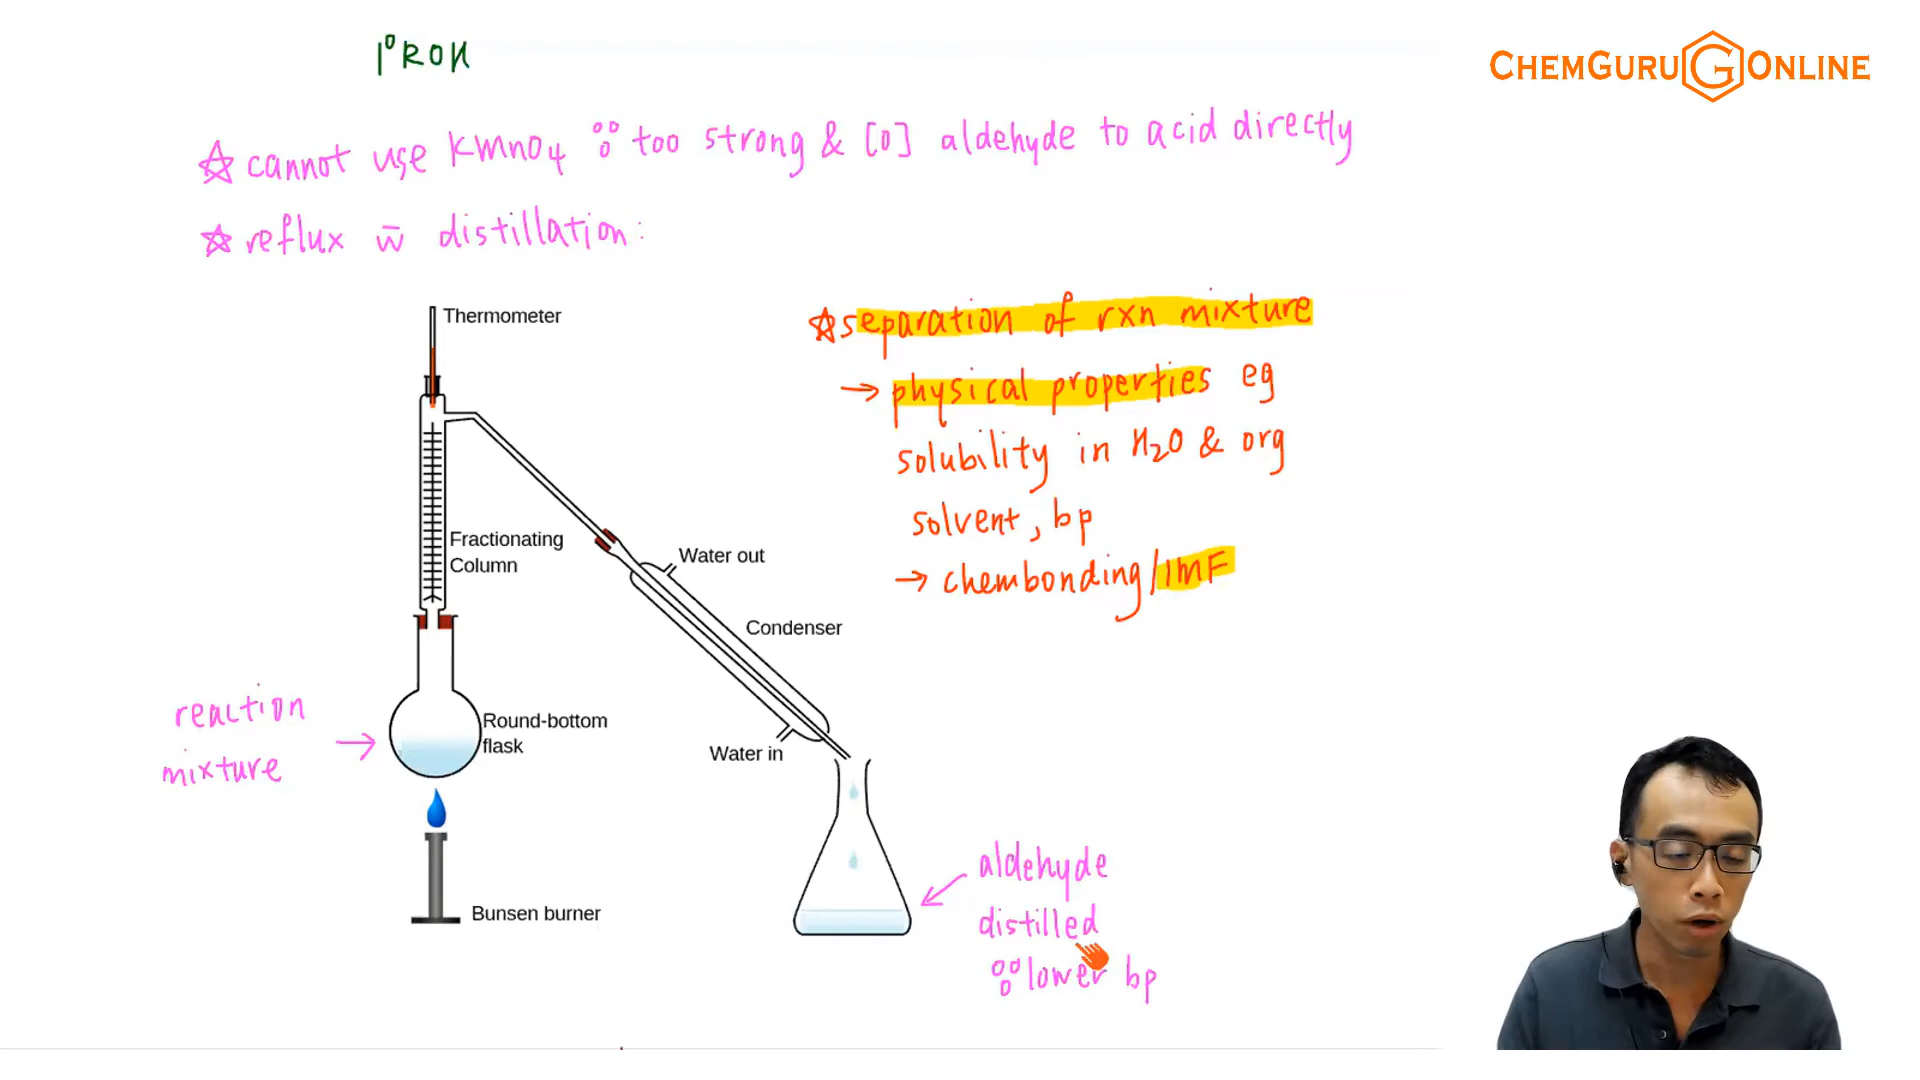 1° ROH
CHEMGURU G ONLINE
☆ cannot use KMnO4 ∵ too strong & [O] aldehyde to acid directly
☆ reflux w̄ distillation:
Thermometer
☆ separation of rxn mixture
→ physical properties eg
solubility in H2O & org
solvent, bp
→ chembonding/IMF
Fractionating
Column
Water out
Condenser
reaction
mixture
→
Round-bottom
flask
Water in
Bunsen burner
aldehyde
distilled
∵ lower bp